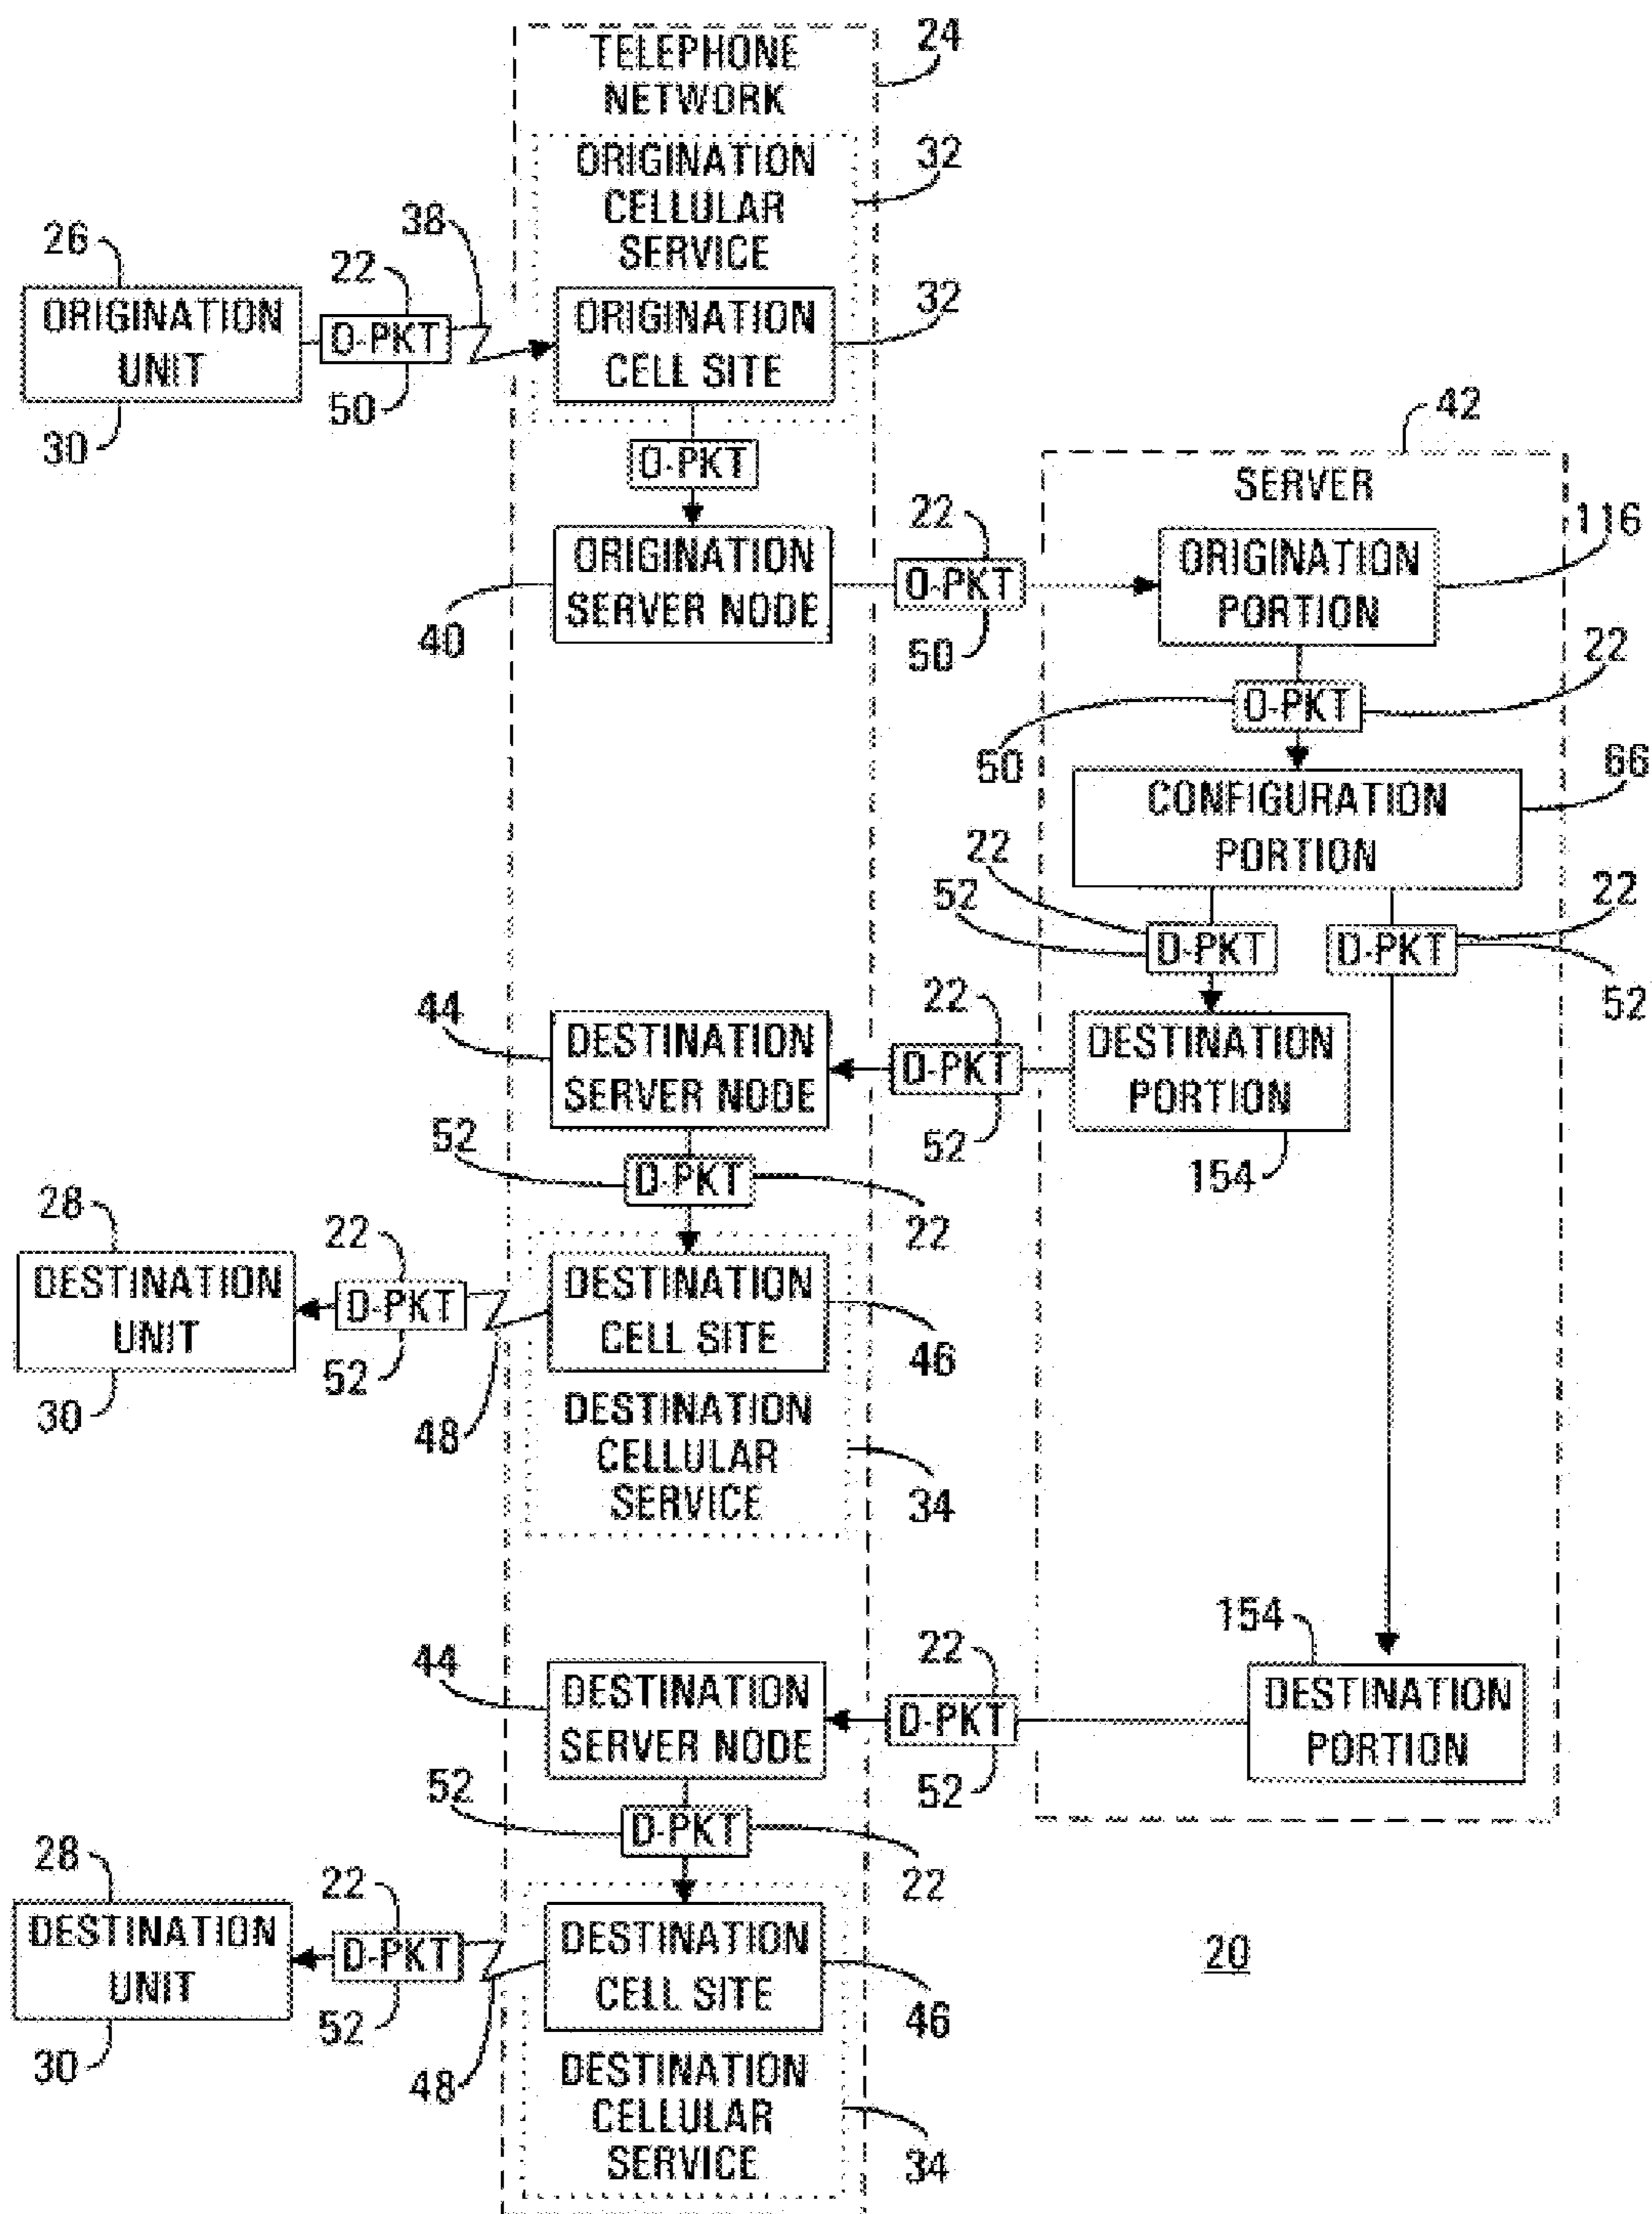 TELEPHONE
NETWORK
24
ORIGINATION
CELLULAR
SERVICE
32
38
26
22
ORIGINATION
UNIT
O-PKT
ORIGINATION
CELL SITE
32
50
30
O-PKT
42
SERVER
22
116
ORIGINATION
SERVER NODE
O-PKT
ORIGINATION
PORTION
40
50
22
O-PKT
50
66
CONFIGURATION
PORTION
22
52
22
D-PKT
D-PKT
52
44
22
DESTINATION
SERVER NODE
D-PKT
DESTINATION
PORTION
52
52
154
D-PKT
28
22
22
DESTINATION
UNIT
D-PKT
DESTINATION
CELL SITE
52
46
30
48
DESTINATION
CELLULAR
SERVICE
34
154
44
22
DESTINATION
SERVER NODE
D-PKT
DESTINATION
PORTION
52
52
D-PKT
28
22
22
DESTINATION
UNIT
D-PKT
DESTINATION
CELL SITE
20
52
46
30
48
DESTINATION
CELLULAR
SERVICE
34